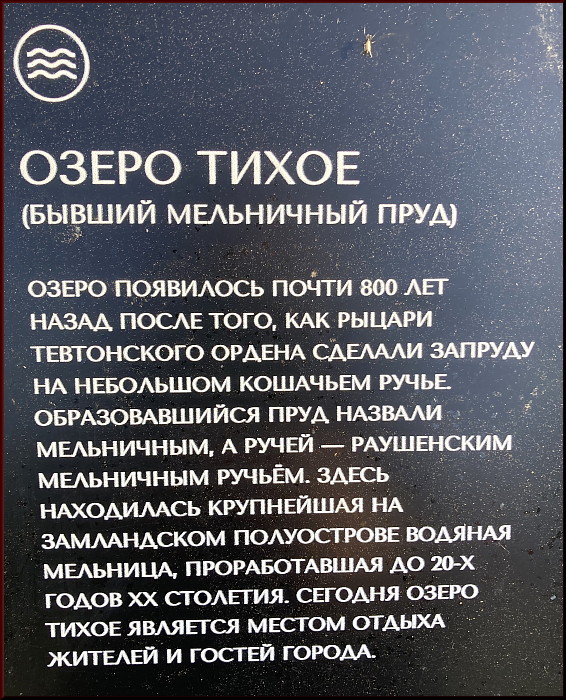 ОЗЕРО ТИХОЕ
(БЫВШИЙ МЕЛЬНИЧНЫЙ ПРУД)
ОЗЕРО ПОЯВИЛОСЬ ПОЧТИ 800 ЛЕТ
НАЗАД ПОСЛЕ ТОГО, КАК РЫЦАРИ
ТЕВТОНСКОГО ОРДЕНА СДЕЛАЛИ ЗАПРУДУ
НА НЕБОЛЬШОМ КОШАЧЬЕМ РУЧЬЕ.
ОБРАЗОВАВШИЙСЯ ПРУД НАЗВАЛИ
МЕЛЬНИЧНЫМ, А РУЧЕЙ — РАУШЕНСКИМ
МЕЛЬНИЧНЫМ РУЧЬЁМ. ЗДЕСЬ
НАХОДИЛАСЬ КРУПНЕЙШАЯ НА
ЗАМЛАНДСКОМ ПОЛУОСТРОВЕ ВОДЯНАЯ
МЕЛЬНИЦА, ПРОРАБОТАВШАЯ ДО 20-Х
ГОДОВ XX СТОЛЕТИЯ. СЕГОДНЯ ОЗЕРО
ТИХОЕ ЯВЛЯЕТСЯ МЕСТОМ ОТДЫХА
ЖИТЕЛЕЙ И ГОСТЕЙ ГОРОДА.